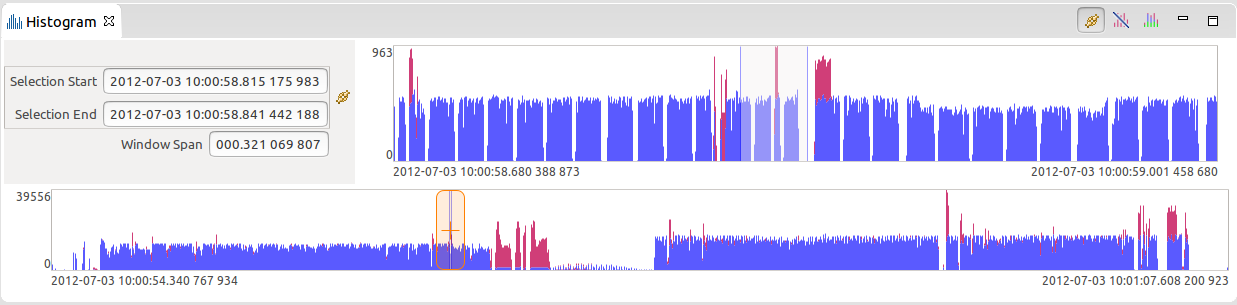 Histogram
963
Selection Start 2012-07-03 10:00:58.815 175 983
Selection End 2012-07-03 10:00:58.841 442 188
Window Span 000.321 069 807
0
2012-07-03 10:00:58.680 388 873 2012-07-03 10:00:59.001 458 680
39556
0
2012-07-03 10:00:54.340 767 934 2012-07-03 10:01:07.608 200 923